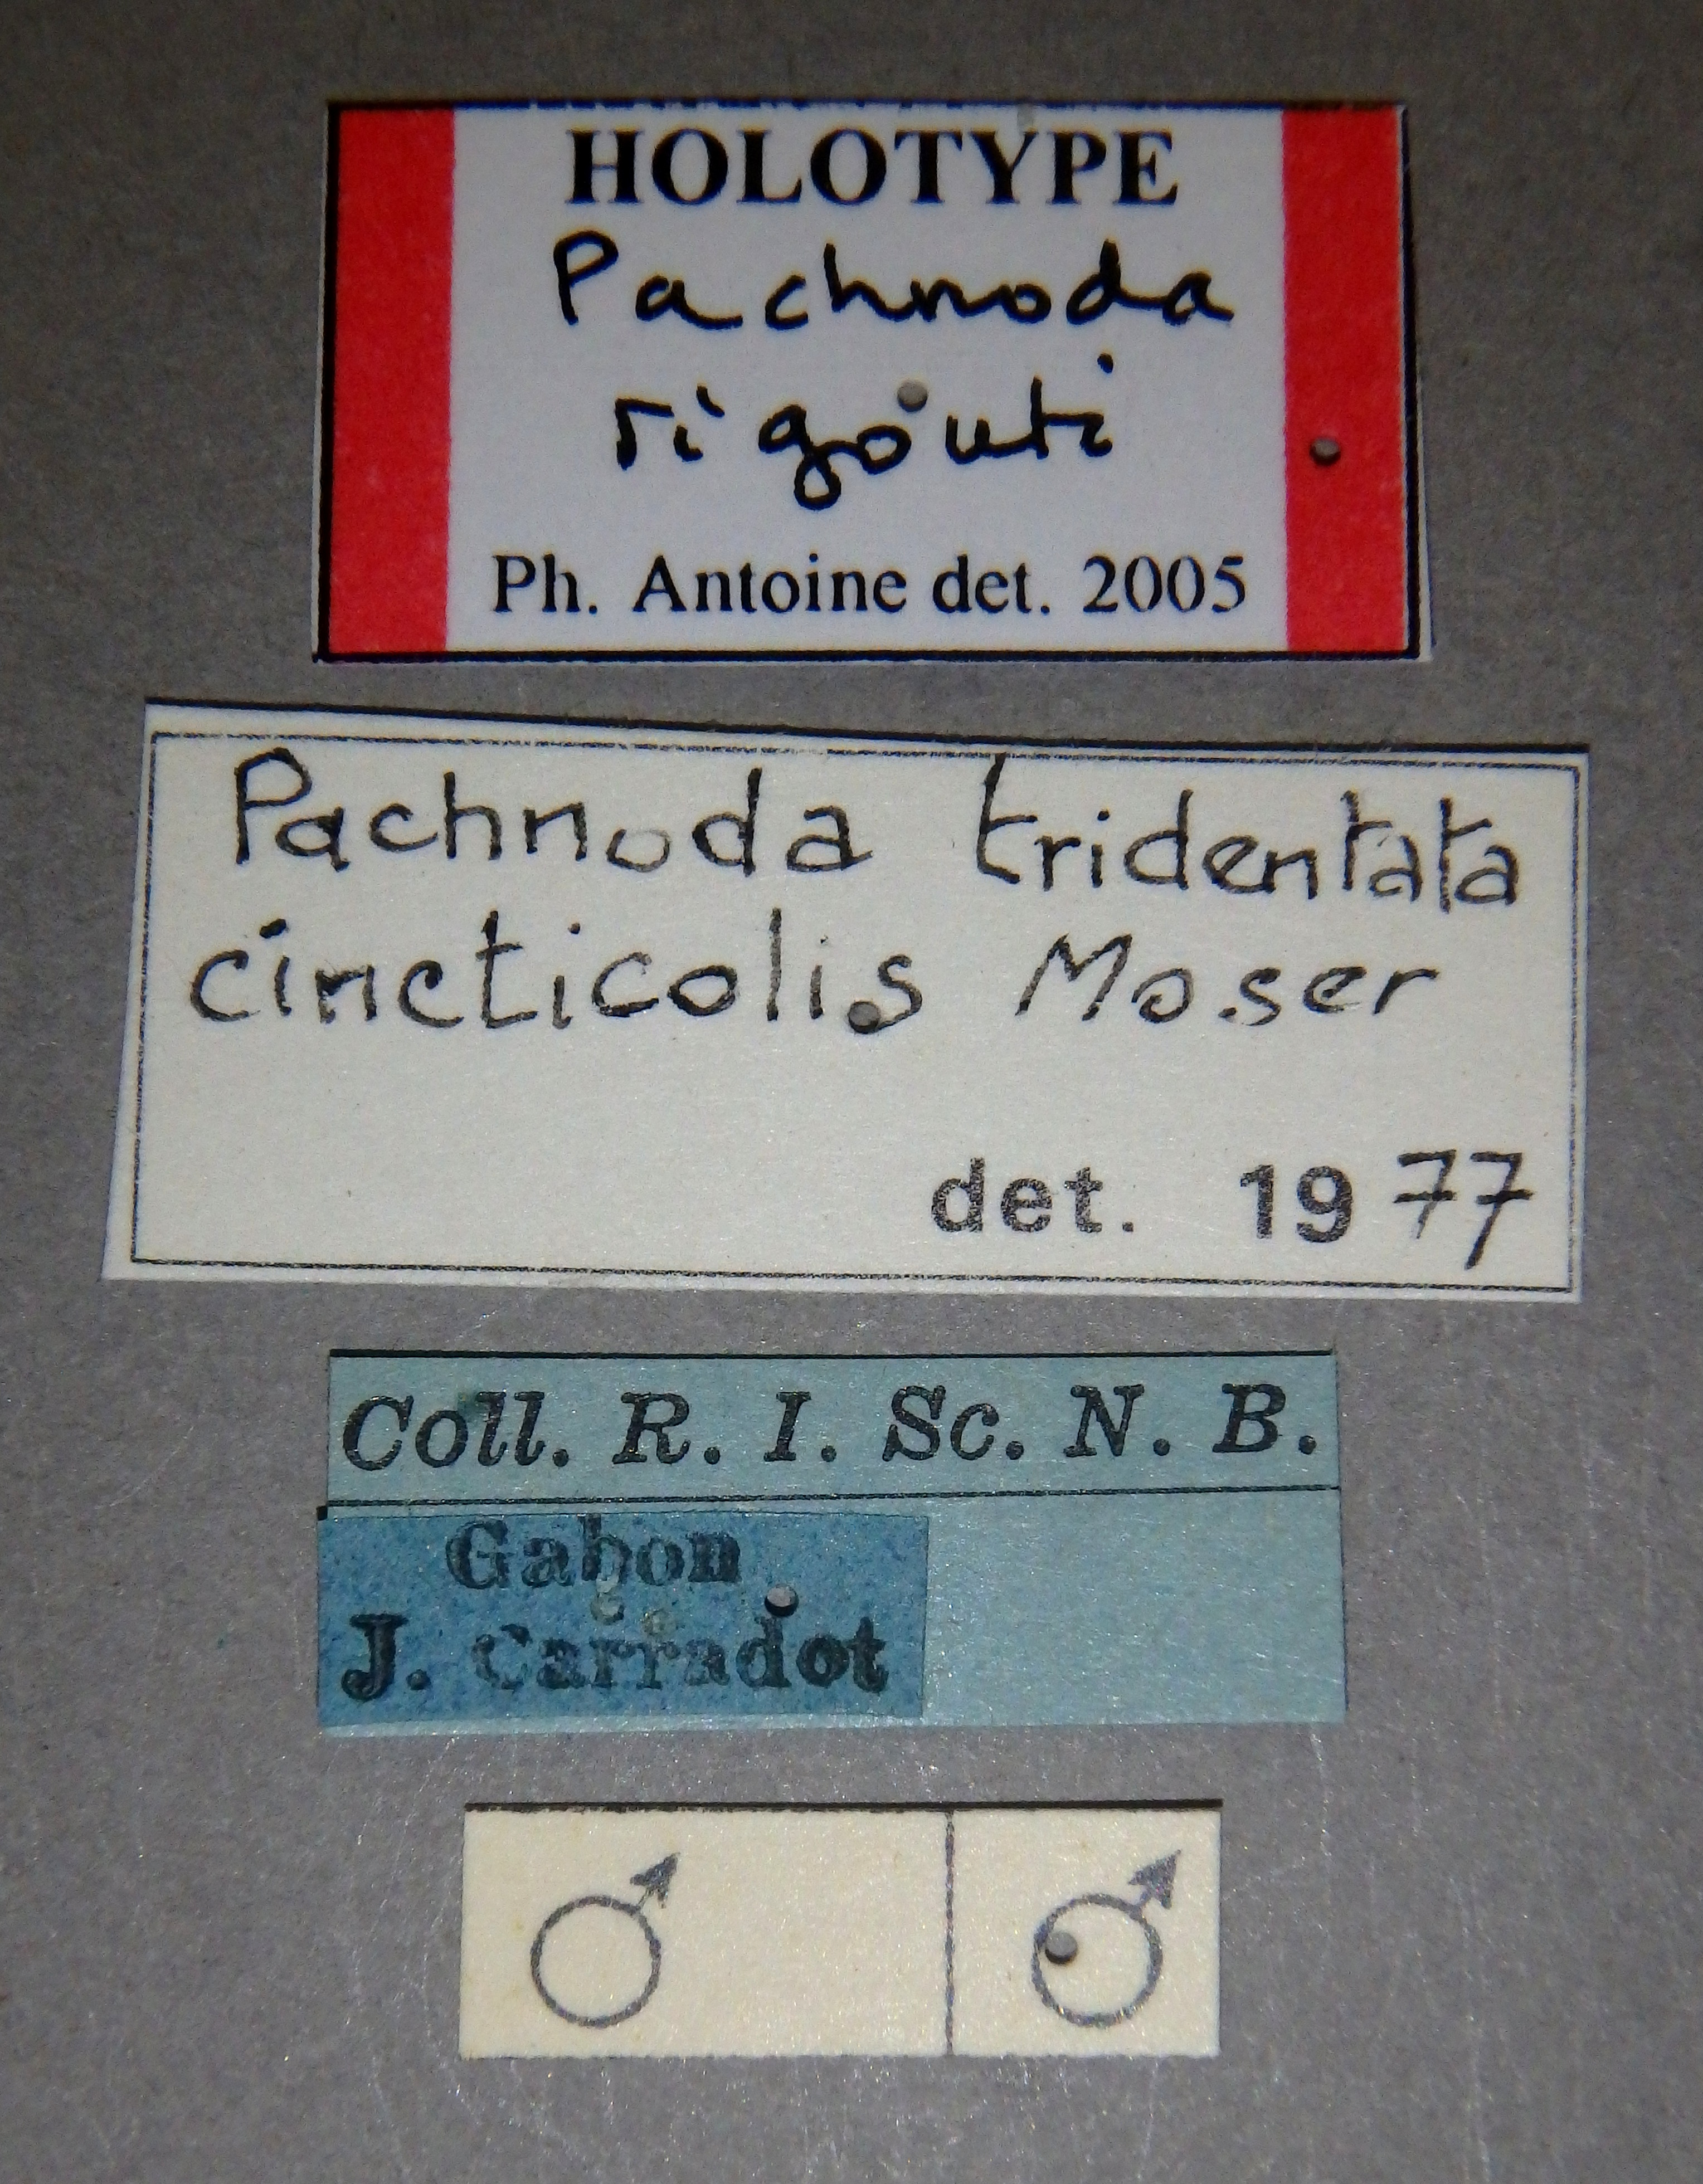 HOLOTYPE
Pachnoda
rigouti
Ph. Antoine det. 2005
Pachnoda tridentata
cincticolis Moser
det. 1977
Coll. R. I. Sc. N. B.
Gabon
J. Carradot
♂ ♂